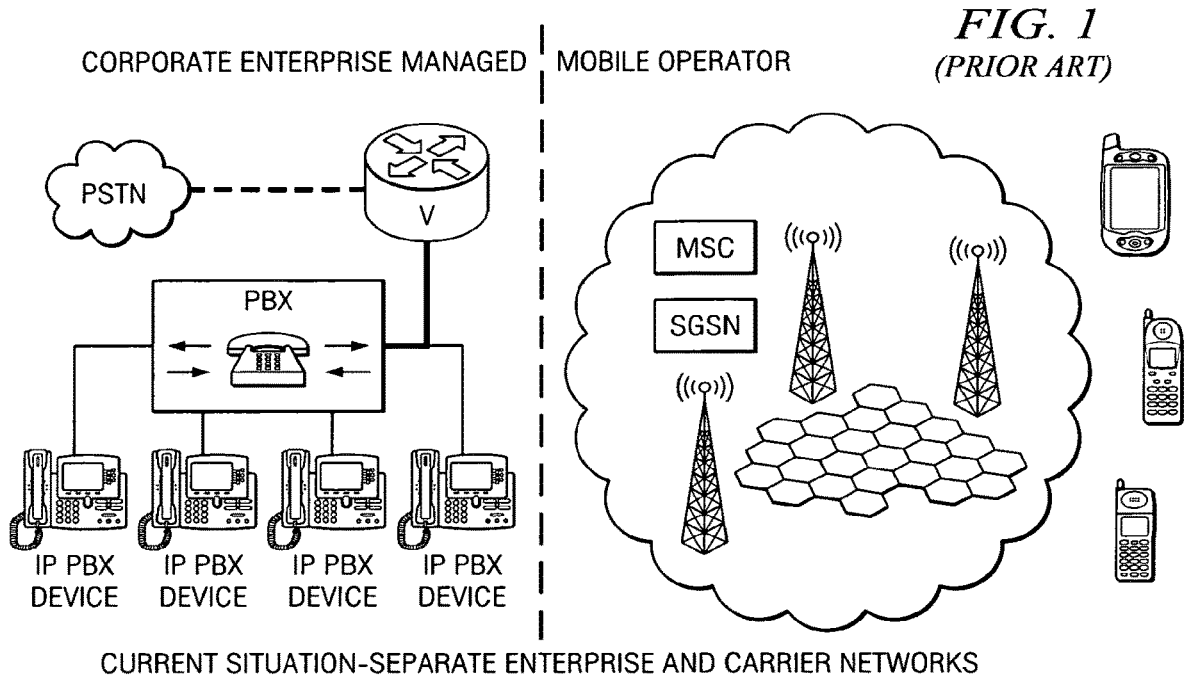 FIG. 1
(PRIOR ART)
CORPORATE ENTERPRISE MANAGED
MOBILE OPERATOR
PSTN
V
MSC
SGSN
PBX
IP PBX
DEVICE
IP PBX
DEVICE
IP PBX
DEVICE
IP PBX
DEVICE
CURRENT SITUATION-SEPARATE ENTERPRISE AND CARRIER NETWORKS